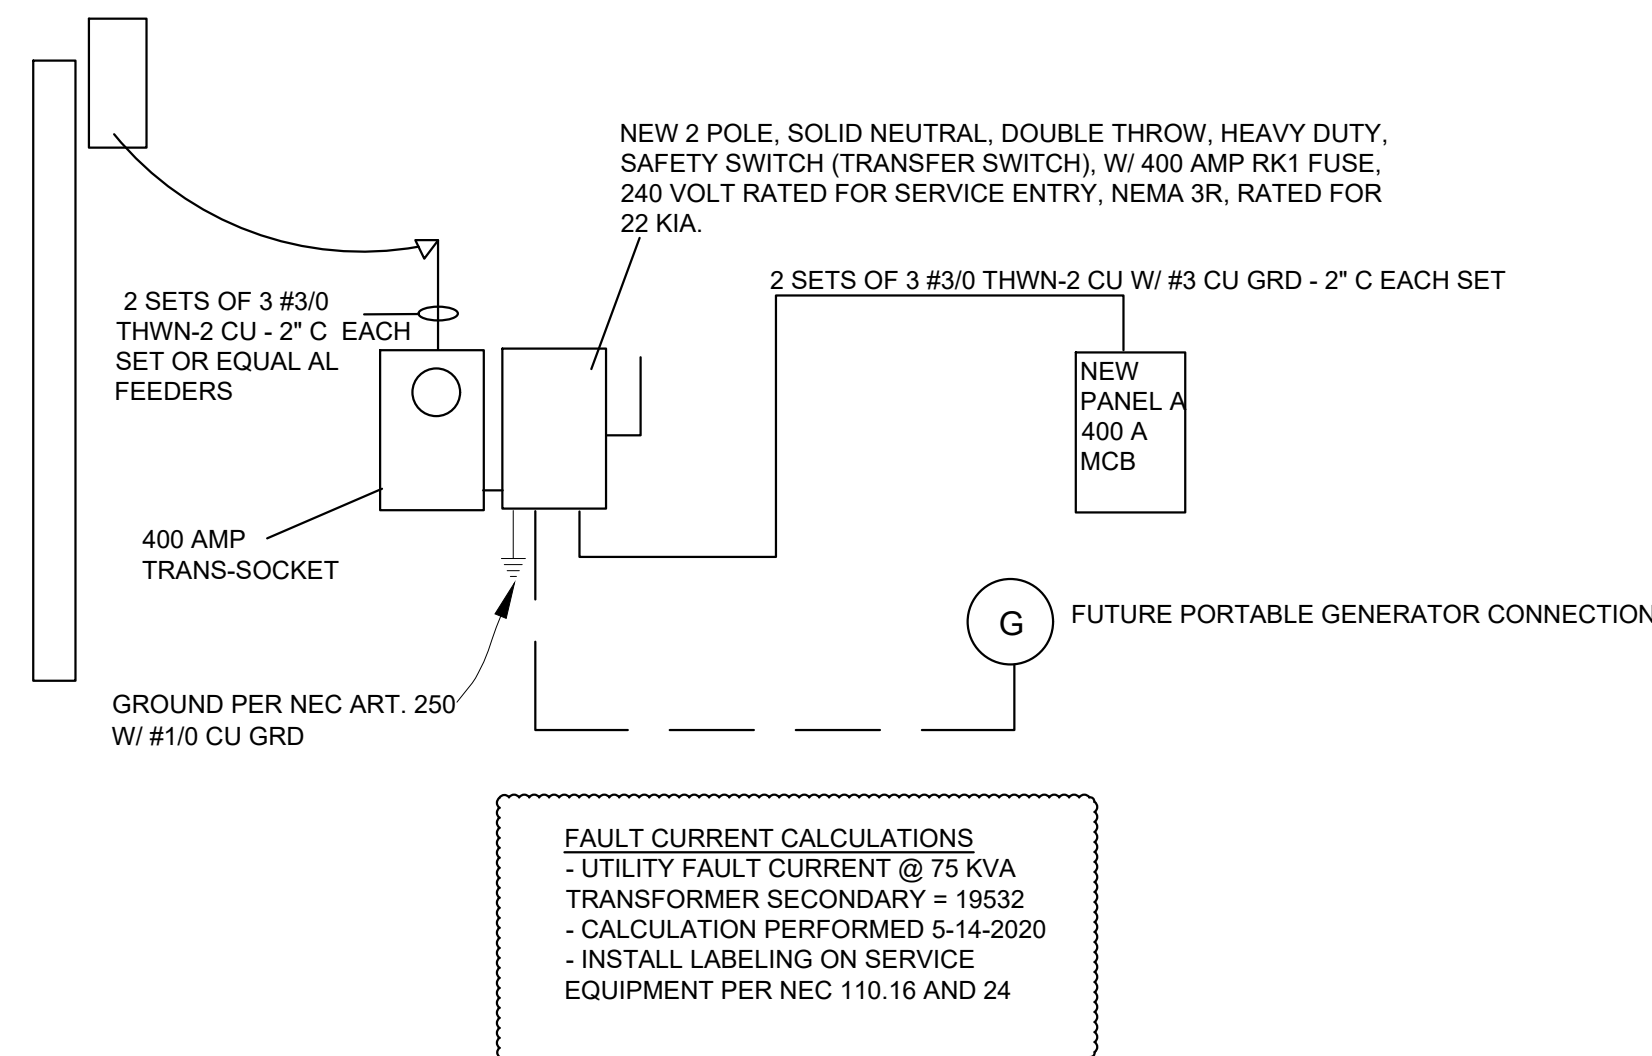 NEW 2 POLE, SOLID NEUTRAL, DOUBLE THROW, HEAVY DUTY,
SAFETY SWITCH (TRANSFER SWITCH), W/ 400 AMP RK1 FUSE,
240 VOLT RATED FOR SERVICE ENTRY, NEMA 3R, RATED FOR
22 KIA.
2 SETS OF 3 #3/0 THWN-2 CU W/ #3 CU GRD - 2" C EACH SET
2 SETS OF 3 #3/0
THWN-2 CU - 2" C EACH
SET OR EQUAL AL
FEEDERS
NEW
PANEL A
400 A
MCB
400 AMP
TRANS-SOCKET
G
FUTURE PORTABLE GENERATOR CONNECTION
GROUND PER NEC ART. 250
W/ #1/0 CU GRD
FAULT CURRENT CALCULATIONS
- UTILITY FAULT CURRENT @ 75 KVA
TRANSFORMER SECONDARY = 19532
- CALCULATION PERFORMED 5-14-2020
- INSTALL LABELING ON SERVICE
EQUIPMENT PER NEC 110.16 AND 24